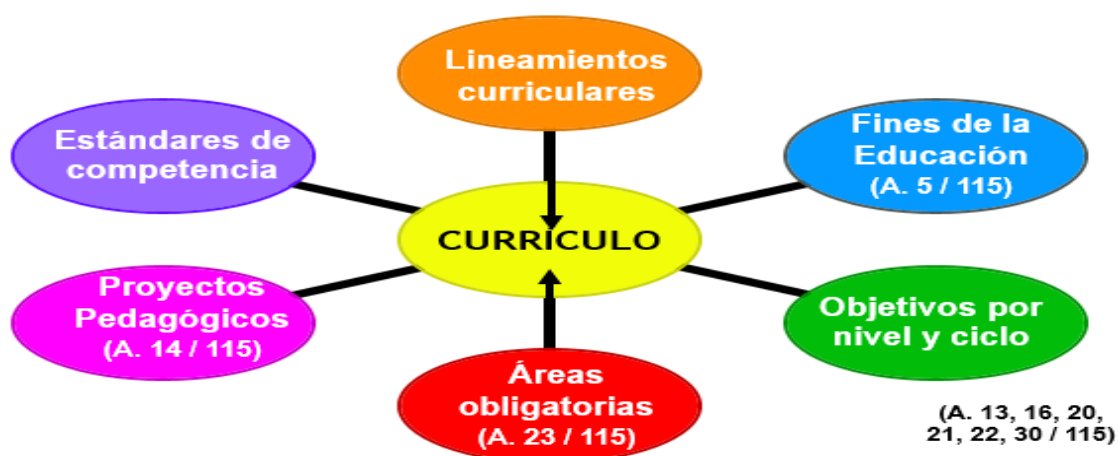 Lineamientos
curriculares
Estándares de
competencia
Fines de la
Educación
(A. 5 / 115)
CURRÍCULO
Proyectos
Pedagógicos
(A. 14 / 115)
Objetivos por
nivel y ciclo
Áreas
obligatorias
(A. 23 / 115)
(A. 13, 16, 20,
21, 22, 30 / 115)